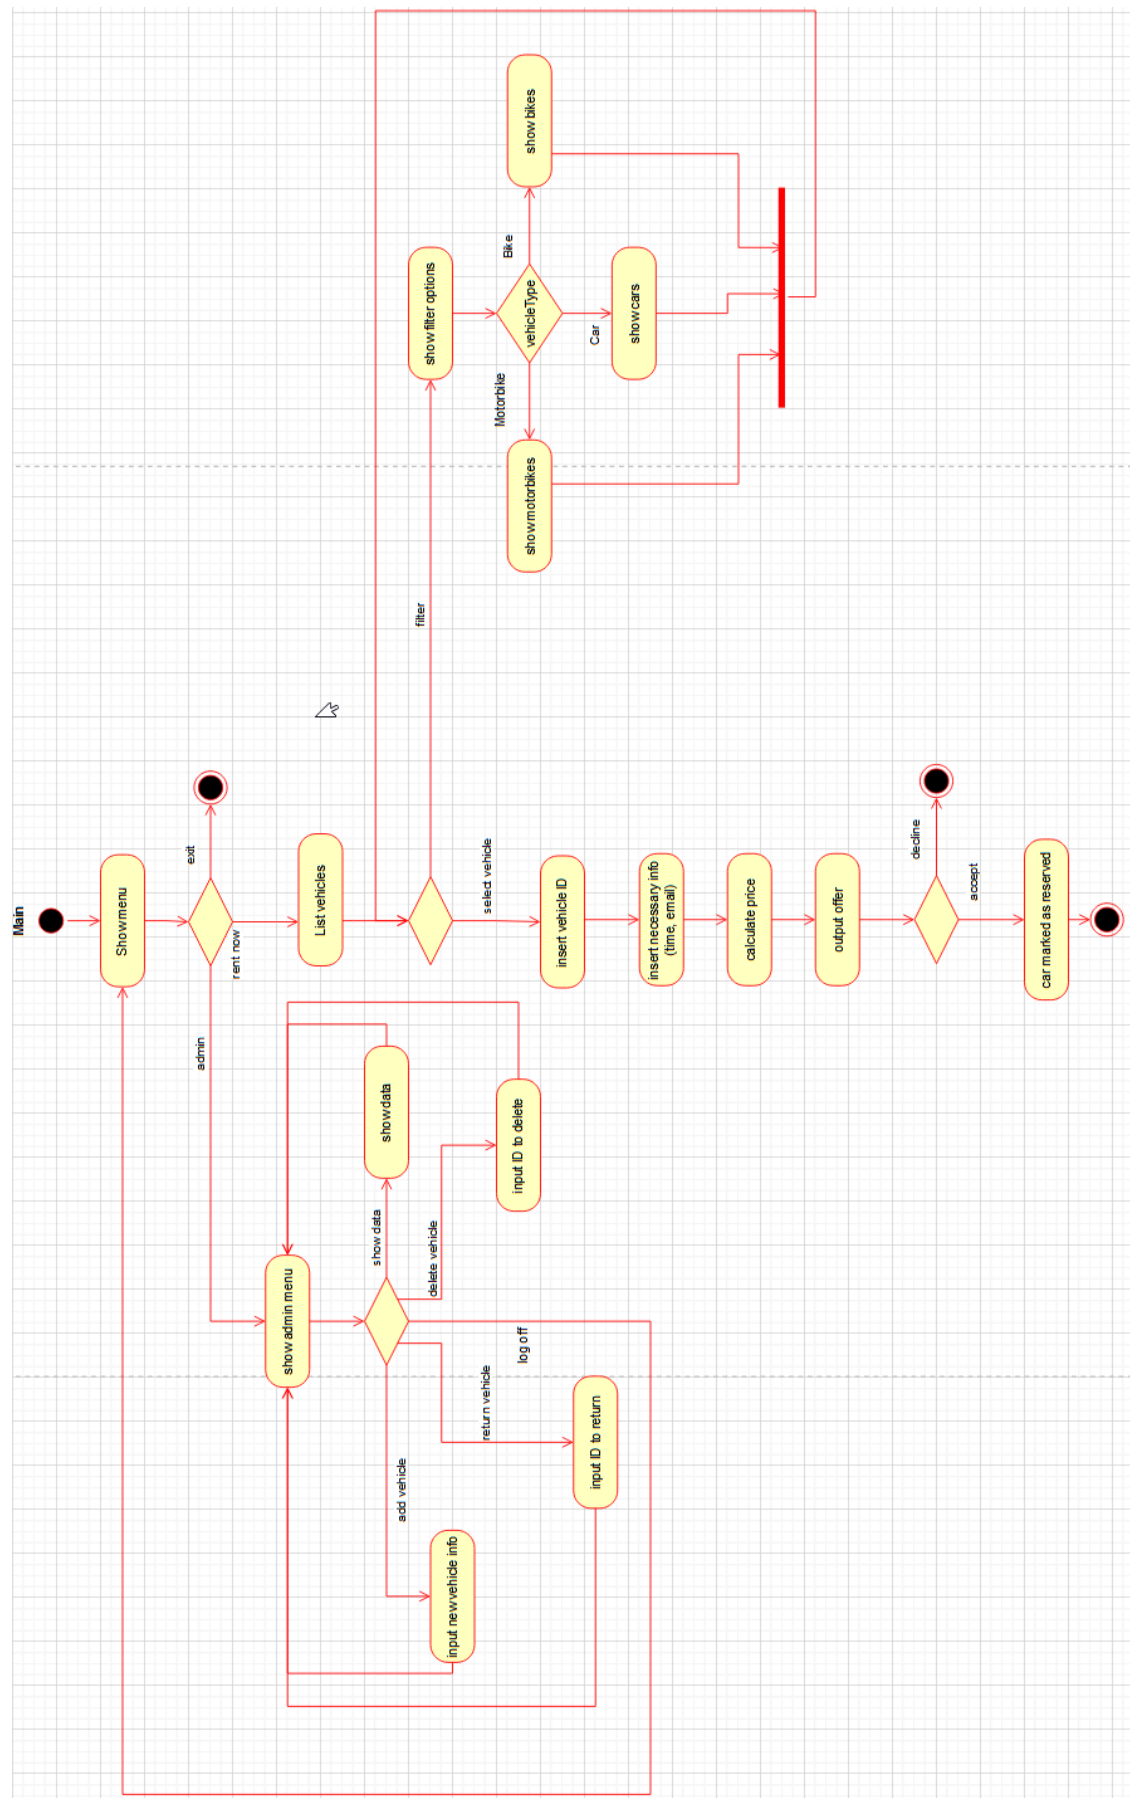 Main
Show menu
exit
rent now
admin
List vehicles
filter
select vehicle
show filter options
vehicleType
Bike
Car
Motorbike
show bikes
show cars
show motorbikes
insert vehicle ID
insert necessary info
(time, email)
calculate price
output offer
decline
accept
car marked as reserved
show admin menu
show data
show data
delete vehicle
input ID to delete
log off
return vehicle
input ID to return
add vehicle
input new vehicle info